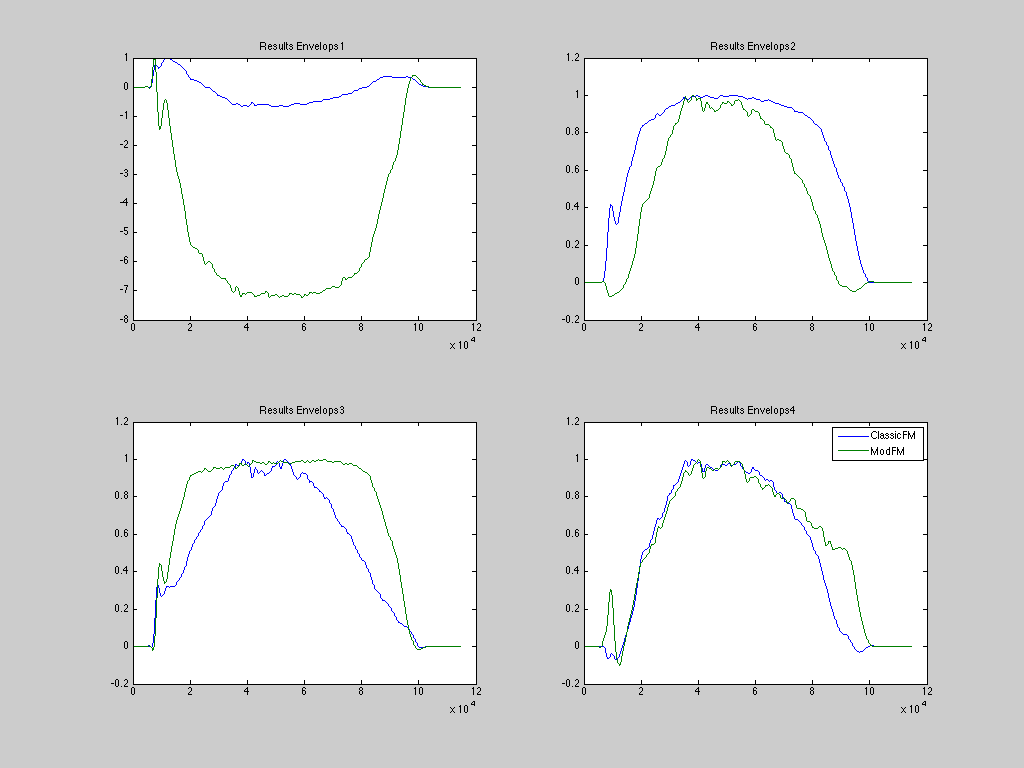 Results Envelops1
1
0
-1
-2
-3
-4
-5
-6
-7
-8
0 2 4 6 8 10 12
x 10^4
Results Envelops2
1.2
1
0.8
0.6
0.4
0.2
0
-0.2
0 2 4 6 8 10 12
x 10^4
Results Envelops3
1.2
1
0.8
0.6
0.4
0.2
0
-0.2
0 2 4 6 8 10 12
x 10^4
Results Envelops4
1.2
1
0.8
0.6
0.4
0.2
0
-0.2
0 2 4 6 8 10 12
x 10^4
ClassicFM
ModFM